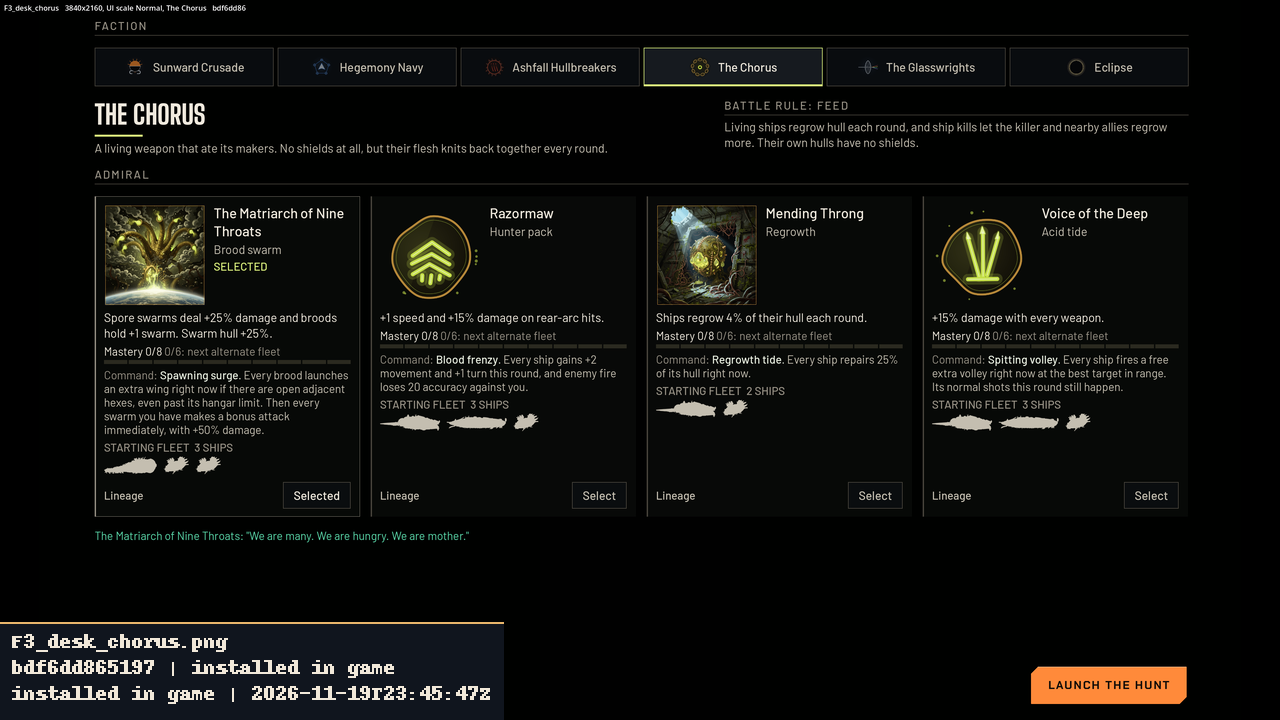 F3_desk_chorus 3840x2160, UI scale Normal, The Chorus bdf6dd86
FACTION
Sunward Crusade
Hegemony Navy
Ashfall Hullbreakers
The Chorus
The Glasswrights
Eclipse
THE CHORUS
A living weapon that ate its makers. No shields at all, but their flesh knits back together every round.
BATTLE RULE: FEED
Living ships regrow hull each round, and ship kills let the killer and nearby allies regrow
more. Their own hulls have no shields.
ADMIRAL
The Matriarch of Nine
Throats
Brood swarm
SELECTED
Spore swarms deal +25% damage and broods
hold +1 swarm. Swarm hull +25%.
Mastery 0/8 0/6: next alternate fleet
Command: Spawning surge. Every brood launches
an extra wing right now if there are open adjacent
hexes, even past its hangar limit. Then every
swarm you have makes a bonus attack
immediately, with +50% damage.
STARTING FLEET 3 SHIPS
Lineage
Selected
Razormaw
Hunter pack
+1 speed and +15% damage on rear-arc hits.
Mastery 0/8 0/6: next alternate fleet
Command: Blood frenzy. Every ship gains +2
movement and +1 turn this round, and enemy fire
loses 20 accuracy against you.
STARTING FLEET 3 SHIPS
Lineage
Select
Mending Throng
Regrowth
Ships regrow 4% of their hull each round.
Mastery 0/8 0/6: next alternate fleet
Command: Regrowth tide. Every ship repairs 25%
of its hull right now.
STARTING FLEET 2 SHIPS
Lineage
Select
Voice of the Deep
Acid tide
+15% damage with every weapon.
Mastery 0/8 0/6: next alternate fleet
Command: Spitting volley. Every ship fires a free
extra volley right now at the best target in range.
Its normal shots this round still happen.
STARTING FLEET 3 SHIPS
Lineage
Select
The Matriarch of Nine Throats: "We are many. We are hungry. We are mother."
F3_desk_chorus.png
bdf6dd865197 | installed in game
installed in game | 2026-11-19T23:45:47Z
LAUNCH THE HUNT